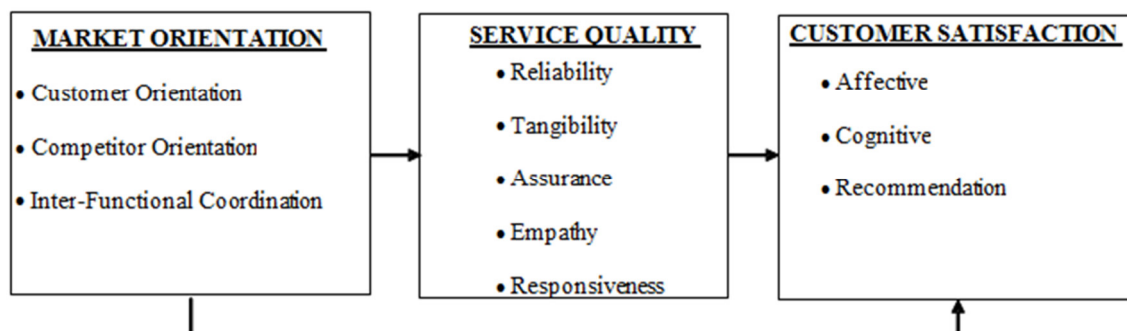 MARKET ORIENTATION
• Customer Orientation
• Competitor Orientation
• Inter-Functional Coordination
SERVICE QUALITY
• Reliability
• Tangibility
• Assurance
• Empathy
• Responsiveness
CUSTOMER SATISFACTION
• Affective
• Cognitive
• Recommendation